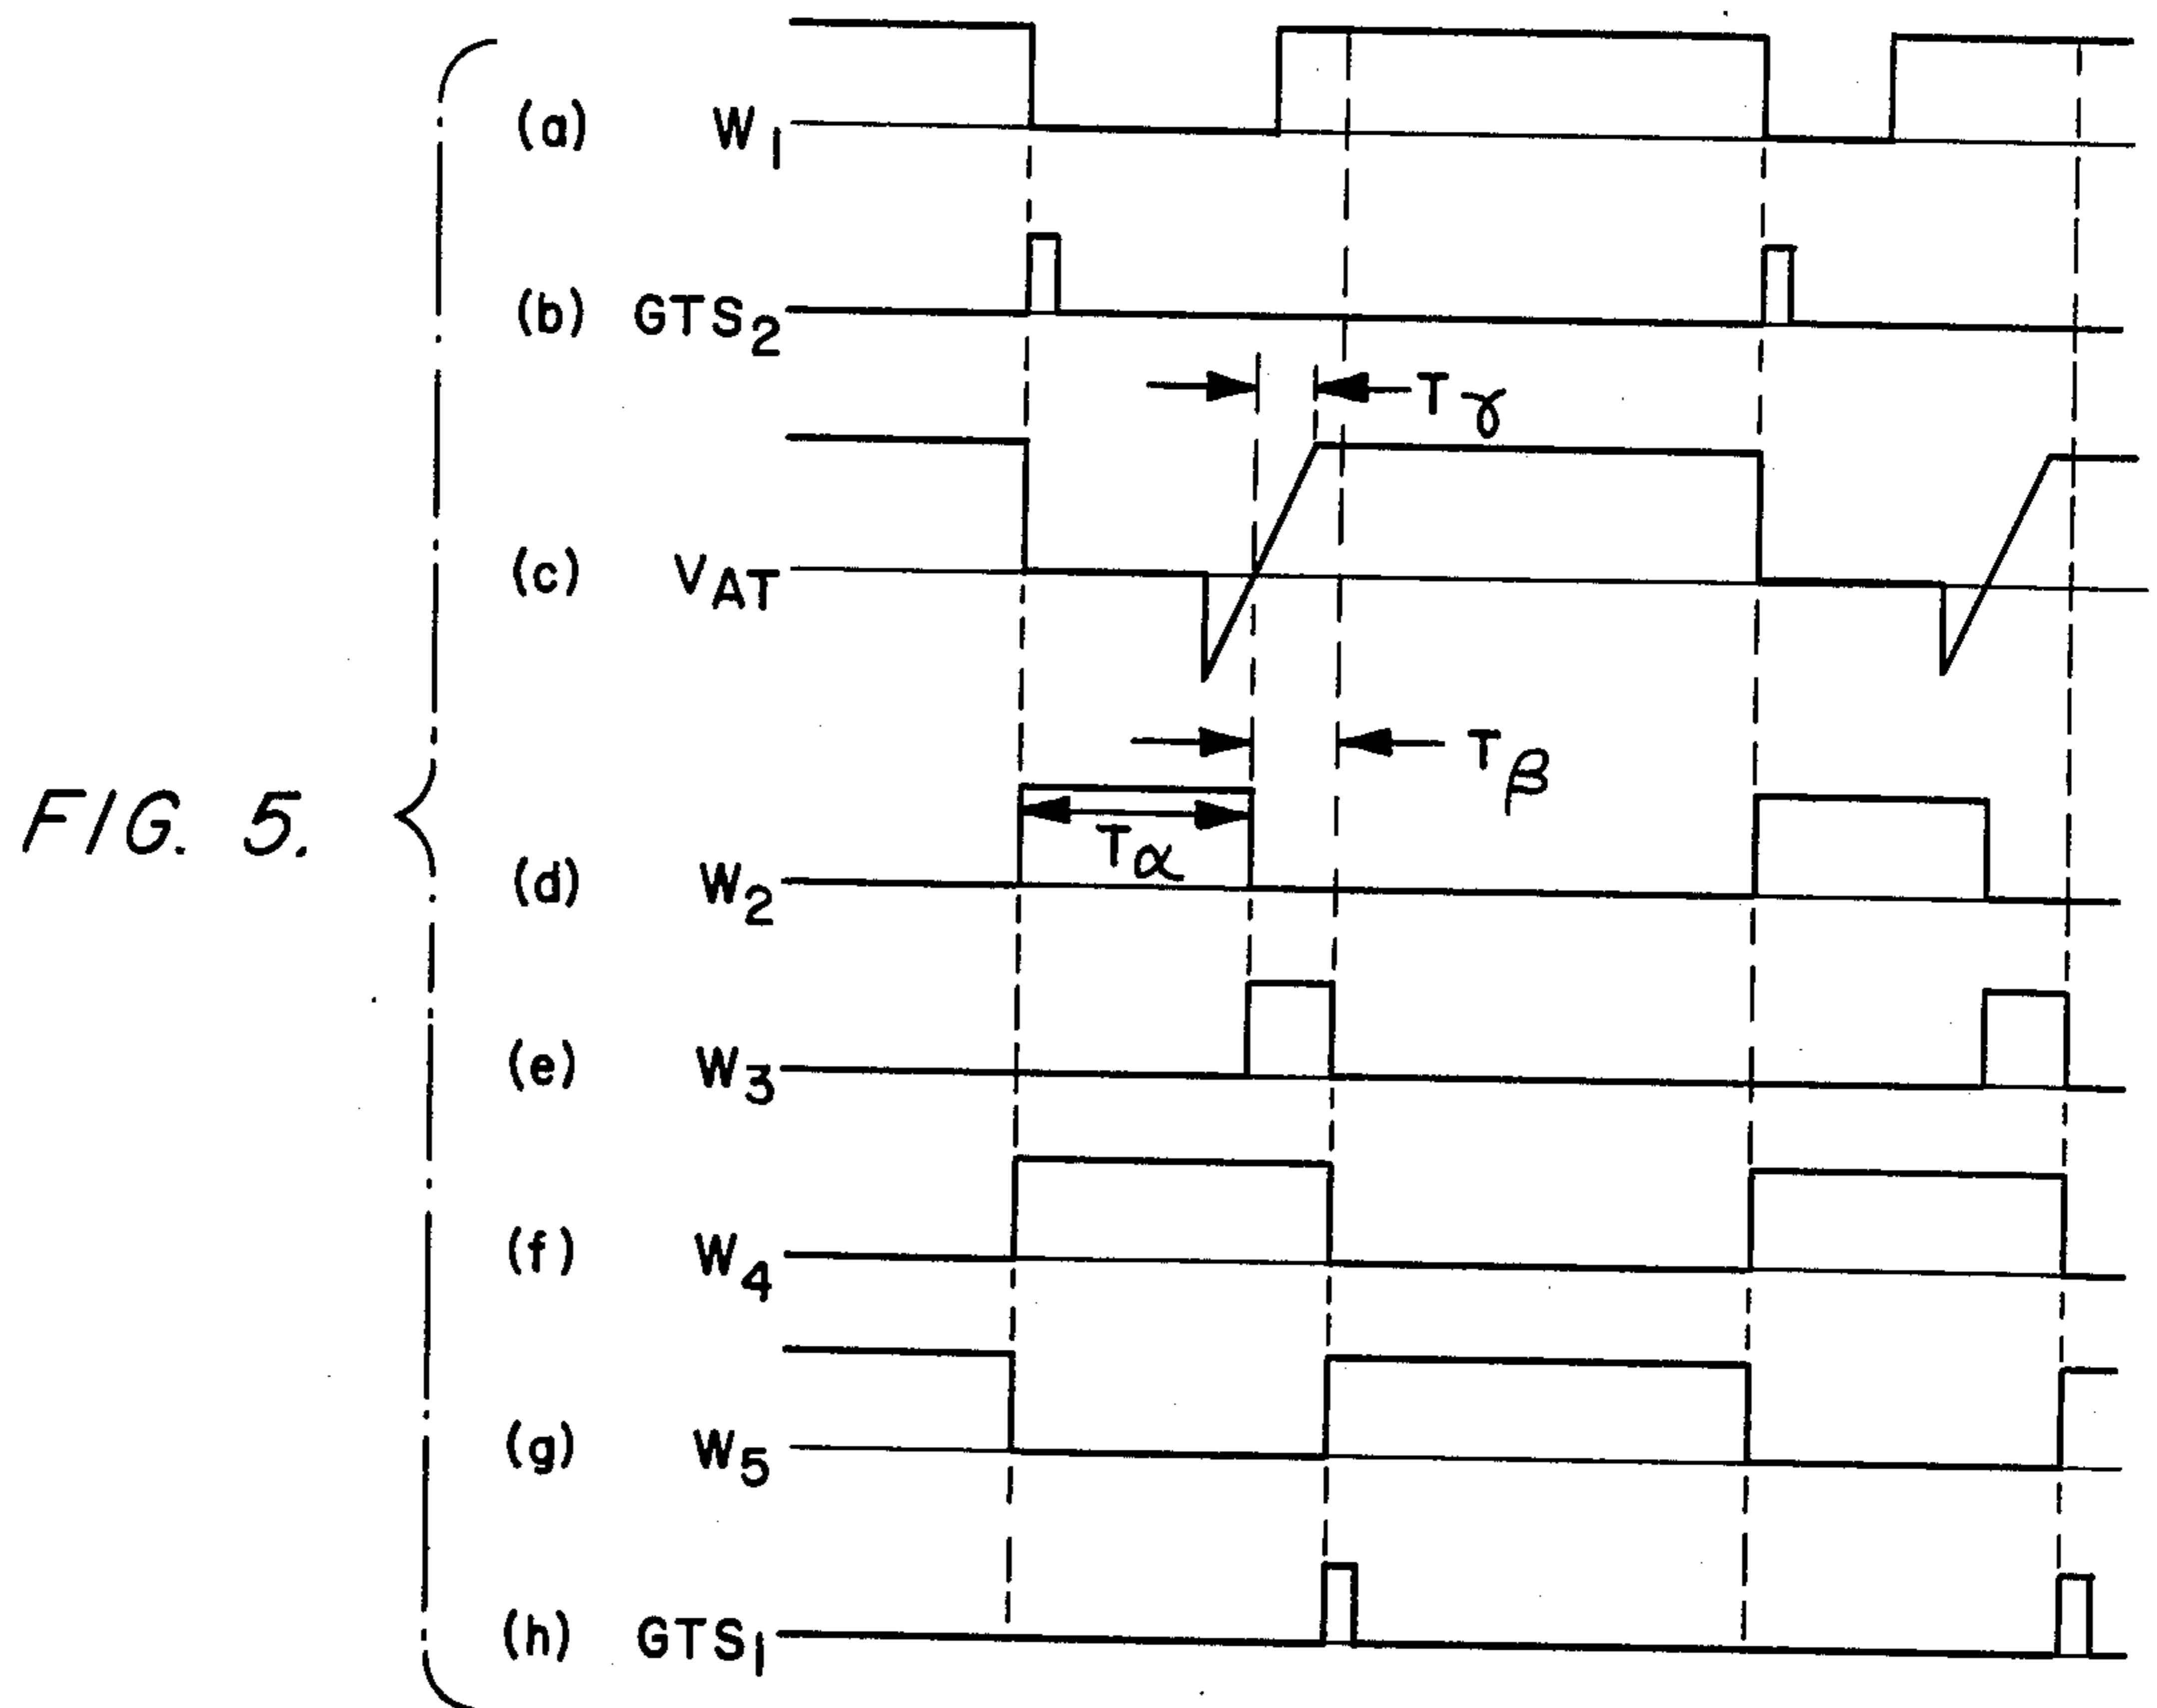 (a) W1
(b) GTS2
Tγ
(c) VAT
Tβ
FIG. 5.
Tα
(d) W2
(e) W3
(f) W4
(g) W5
(h) GTS1